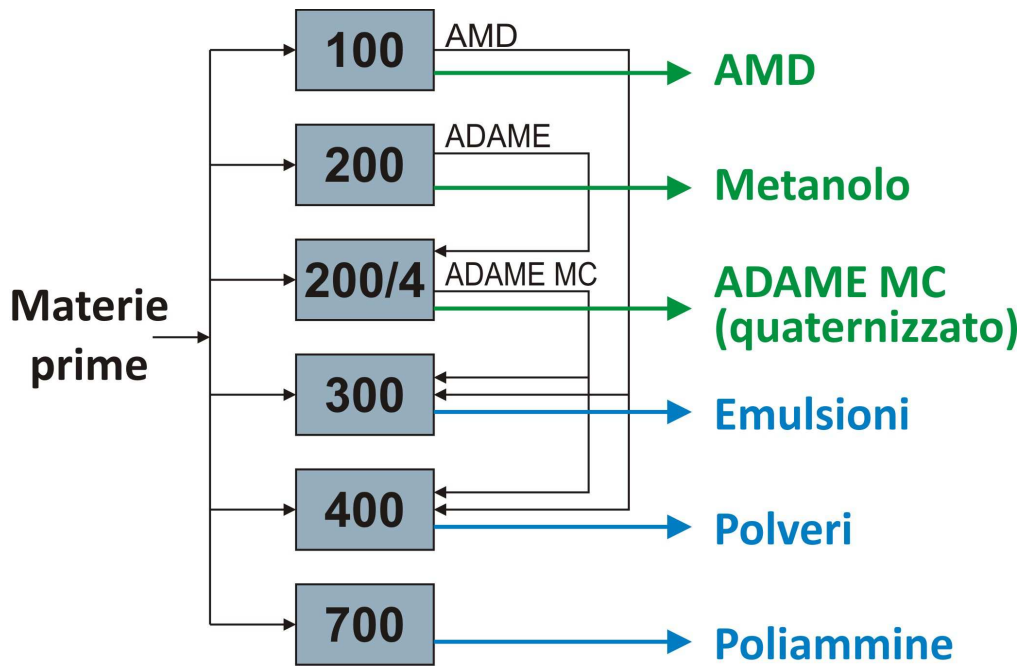 100
AMD
AMD
200
ADAME
Metanolo
200/4
ADAME MC
ADAME MC
(quaternizzato)
Materie
prime
300
Emulsioni
400
Polveri
700
Poliammine